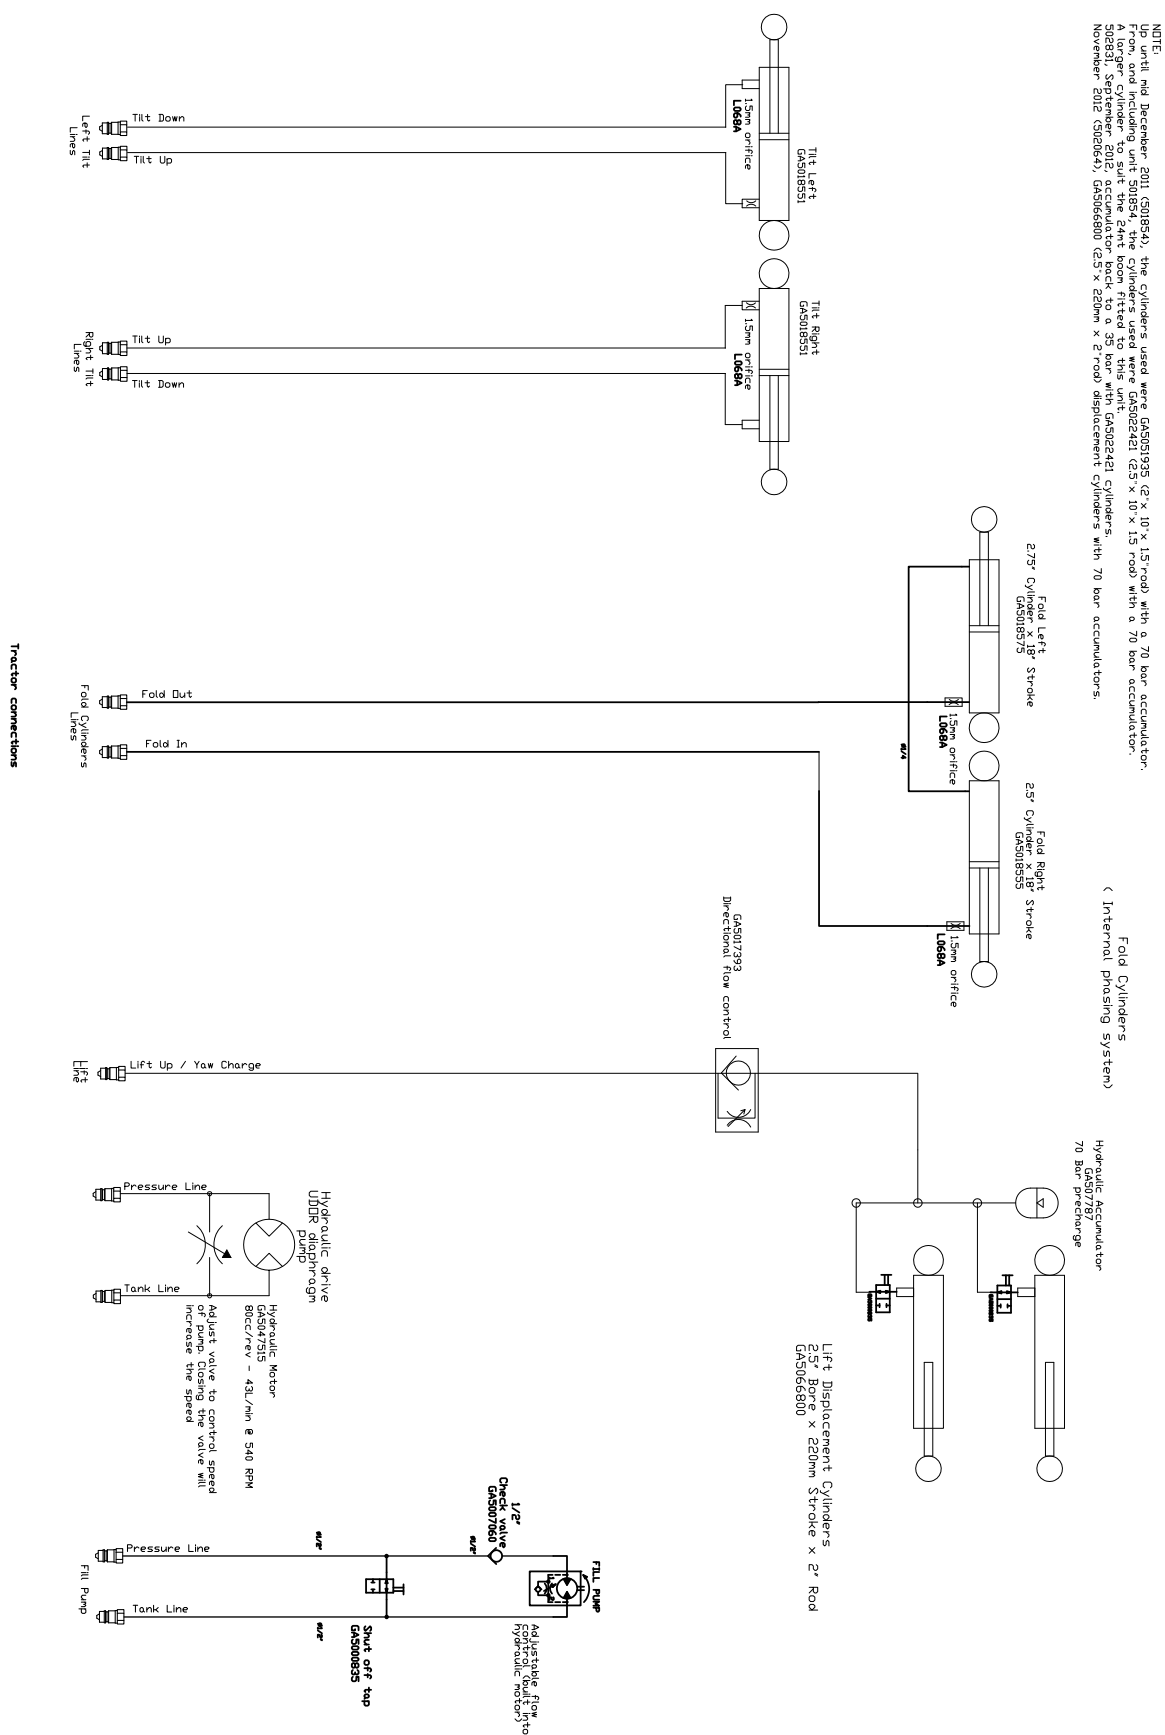 NOTE:
Up until mid December 2011 (501854), the cylinders used were GA5051935 (2"x 10"x 1.5"rod) with a 70 bar accumulator.
From, and including unit 501854, the cylinders used were GA5022421 (2.5"x 10"x 1.5 rod) with a 70 bar accumulator.
A larger cylinder to suit the 24mt boom fitted to this unit.
502831, September 2012, accumulator back to a 35 bar with GA5022421 cylinders.
November 2012 (502064), GA5066800 (2.5"x 220mm x 2"rod) displacement cylinders with 70 bar accumulators.
Tilt Left
GA5018551
1.5mm orifice
L068A
Tilt Down
Tilt Up
Left Tilt
Lines
Tilt Right
GA5018551
1.5mm orifice
L068A
Tilt Up
Tilt Down
Right Tilt
Lines
Fold Cylinders
( Internal phasing system)
Fold Left
2.75" Cylinder x 18" Stroke
GA5018575
1.5mm orifice
L068A
ø1/4
Fold Right
2.5" Cylinder x 18" Stroke
GA5018555
1.5mm orifice
L068A
Fold Out
Fold In
Fold Cylinders
Lines
Tractor connections
GA5017393
Directional flow control
Lift Up / Yaw Charge
Lift
Line
Hydraulic Accumulator
GA507787
70 Bar precharge
Lift Displacement Cylinders
2.5" Bore x 220mm Stroke x 2" Rod
GA5066800
Hydraulic drive
UDOR diaphragm
pump
Pressure Line
Tank Line
Hydraulic Motor
GA5047515
80cc/rev - 43L/min @ 540 RPM
Adjust valve to control speed
of pump. Closing the valve will
increase the speed
FILL PUMP
1/2"
Check valve
GA5007060
ø1/2"
ø1/2"
ø1/2"
Pressure Line
Tank Line
Fill Pump
Shut off tap
GA5000835
Adjustable flow
control (built into
hydraulic motor)